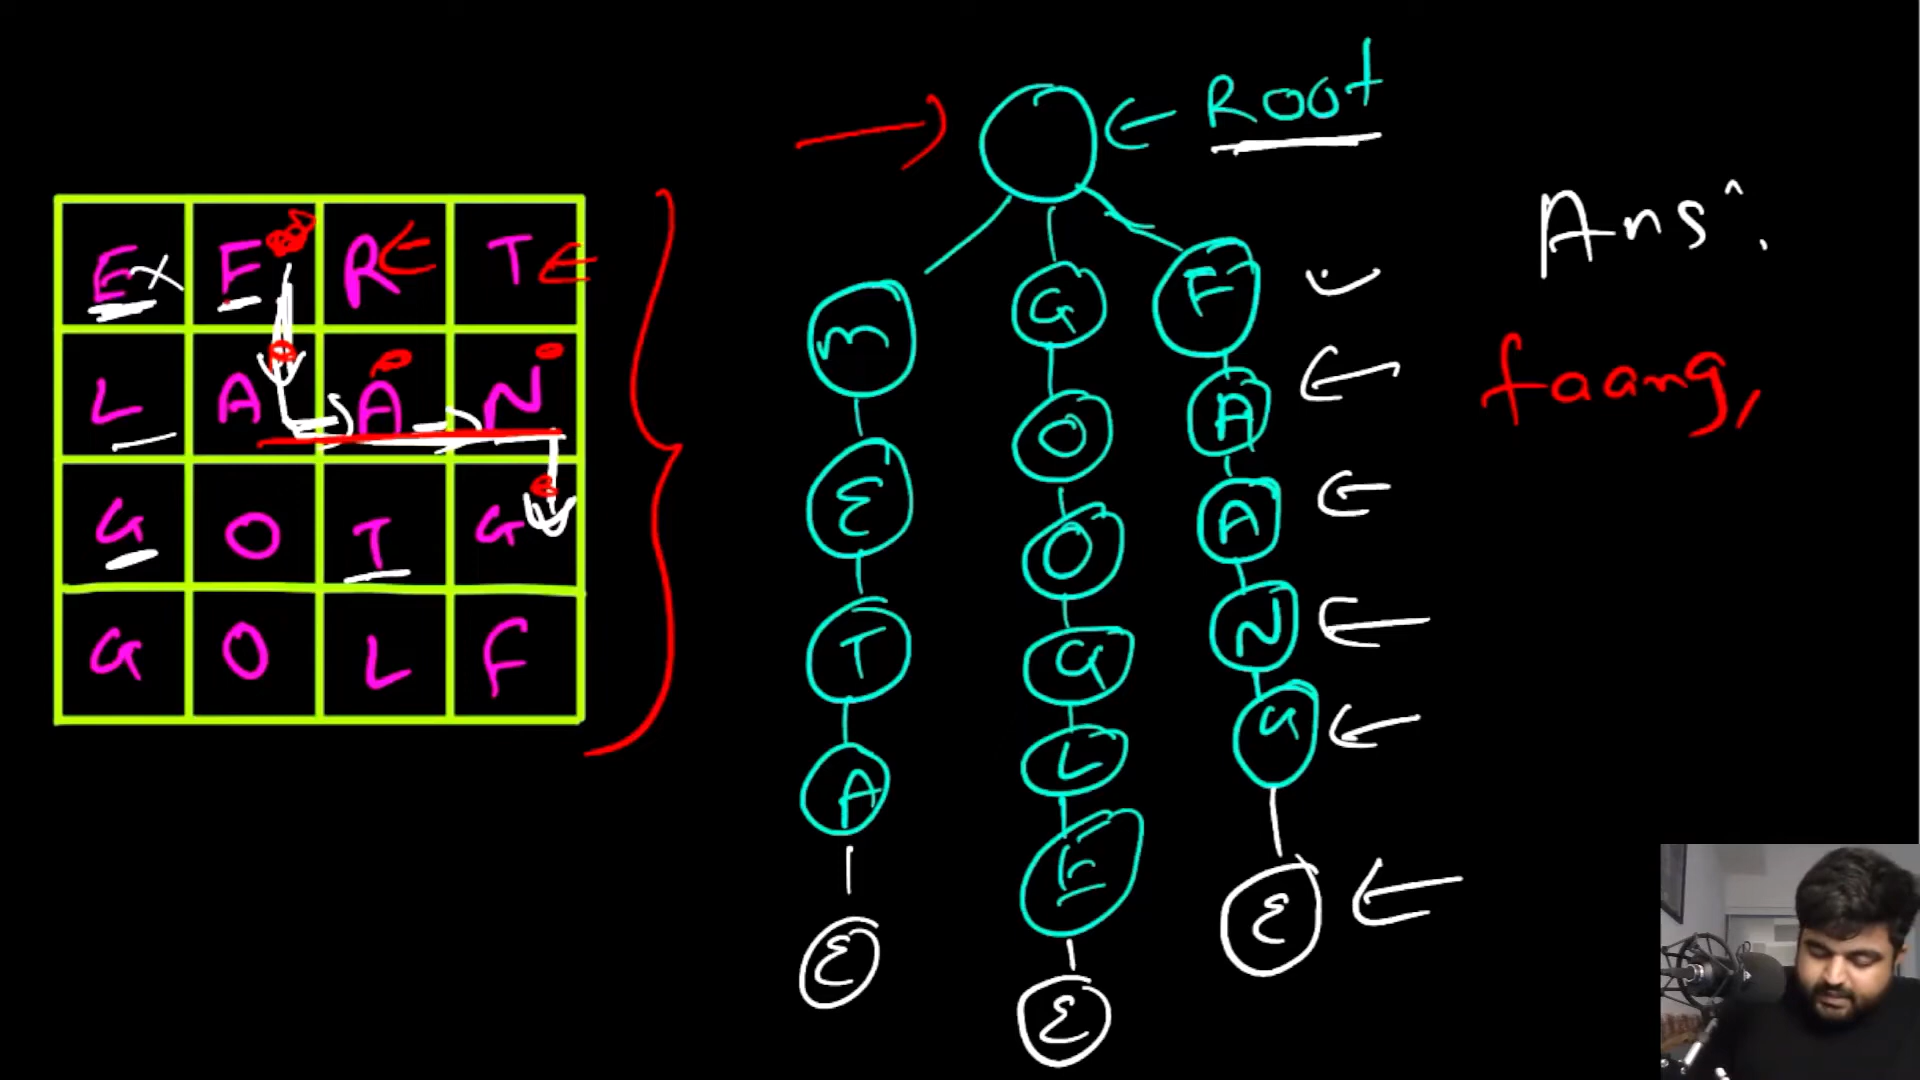 Root
Ans:
faang,
E F R T
L A A N
G O T G
G O L F
m G F
E O A
T O A
A G N
E L G
E E
E